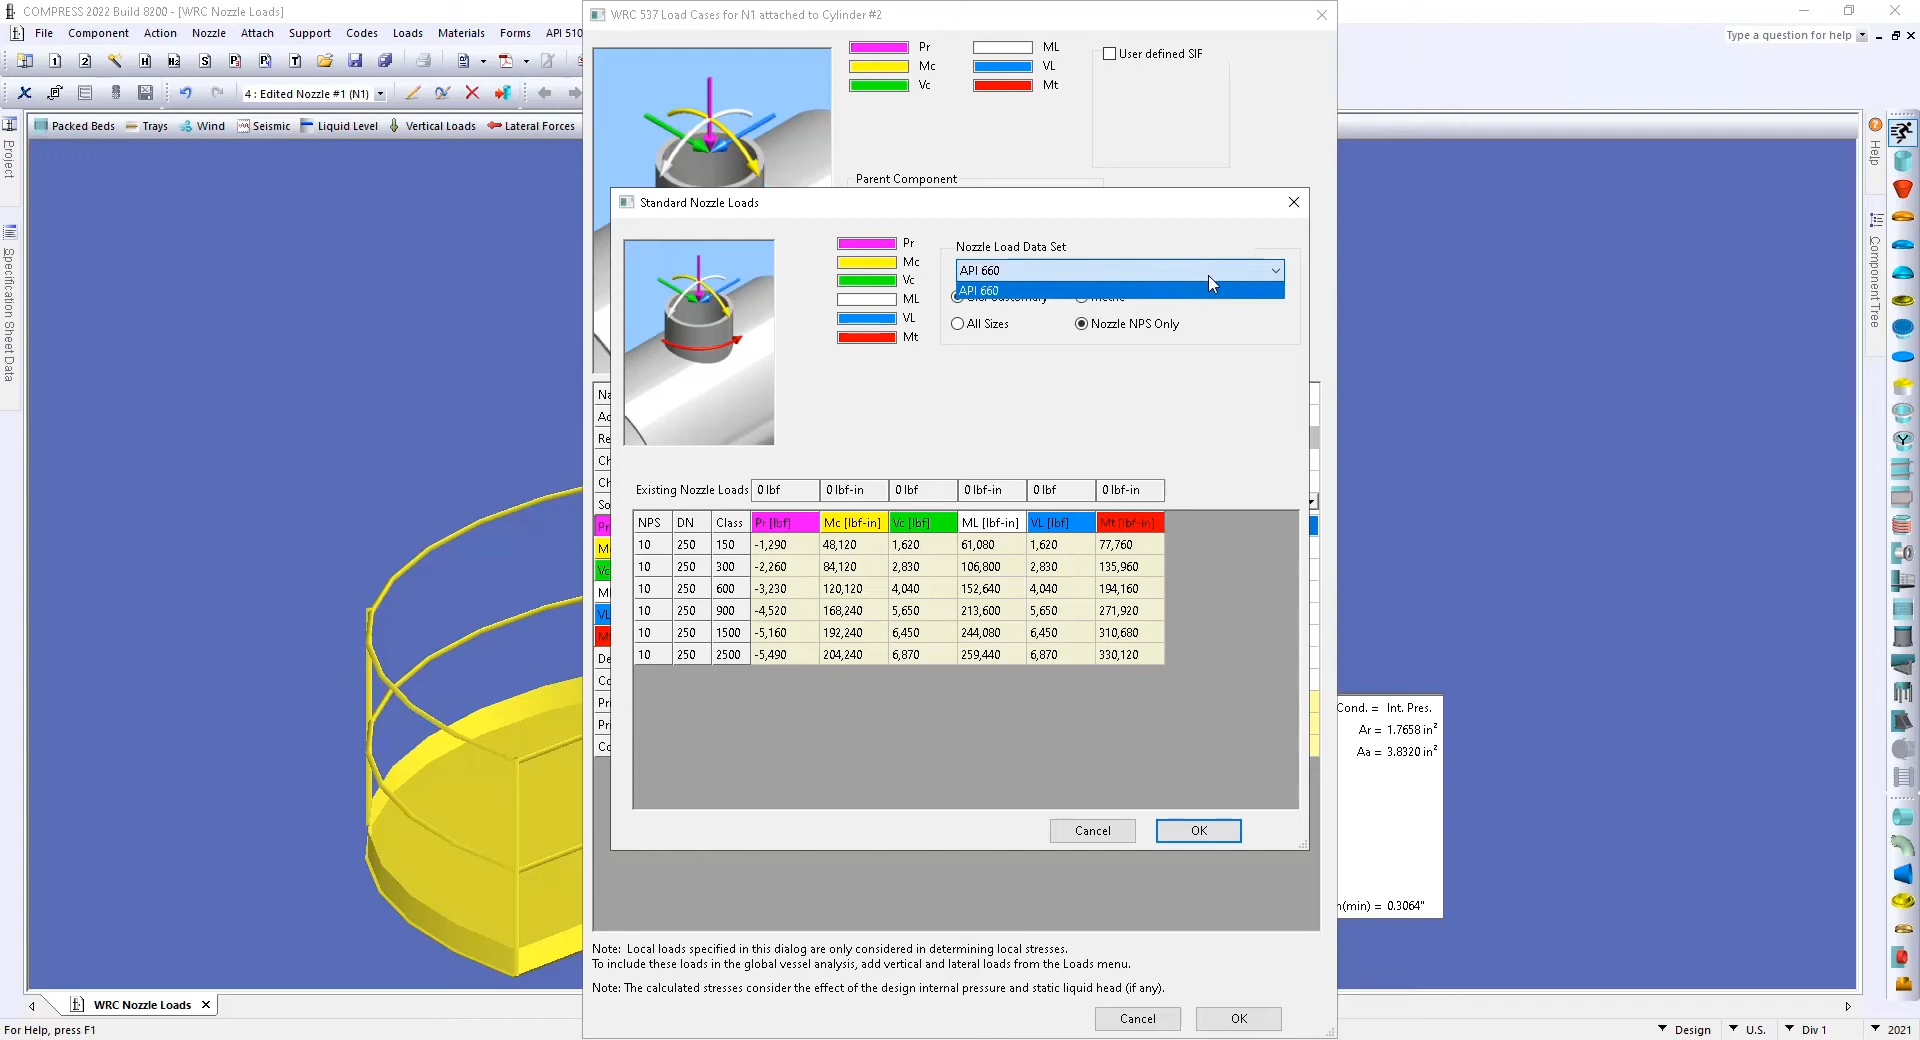 COMPRESS 2022 Build 8200 - [WRC Nozzle Loads]
File Component Action Nozzle Attach Support Codes Loads Materials Forms API 510
Type a question for help
4 : Edited Nozzle #1 (N1)
Packed Beds Trays Wind Seismic Liquid Level Vertical Loads Lateral Forces
Project
Specification Sheet Data
WRC 537 Load Cases for N1 attached to Cylinder #2
Pr ML
Mc VL
Vc Mt
User defined SIF
Parent Component
Standard Nozzle Loads
Pr
Mc
Vc
ML
VL
Mt
Nozzle Load Data Set
API 660
API 660
All Sizes Nozzle NPS Only
Existing Nozzle Loads 0 lbf 0 lbf-in 0 lbf 0 lbf-in 0 lbf 0 lbf-in
NPS DN Class Pr [lbf] Mc [lbf-in] Vc [lbf] ML [lbf-in] VL [lbf] Mt [lbf-in]
10 250 150 -1,290 48,120 1,620 61,080 1,620 77,760
10 250 300 -2,260 84,120 2,830 106,800 2,830 135,960
10 250 600 -3,230 120,120 4,040 152,640 4,040 194,160
10 250 900 -4,520 168,240 5,650 213,600 5,650 271,920
10 250 1500 -5,160 192,240 6,450 244,080 6,450 310,680
10 250 2500 -5,490 204,240 6,870 259,440 6,870 330,120
Cancel OK
Note: Local loads specified in this dialog are only considered in determining local stresses.
To include these loads in the global vessel analysis, add vertical and lateral loads from the Loads menu.
Note: The calculated stresses consider the effect of the design internal pressure and static liquid head (if any).
Cancel OK
Cond. = Int. Pres.
Ar = 1.7658 in²
Aa = 3.8320 in²
(min) = 0.3064"
Help
Component Tree
WRC Nozzle Loads
For Help, press F1
Design U.S. Div 1 2021